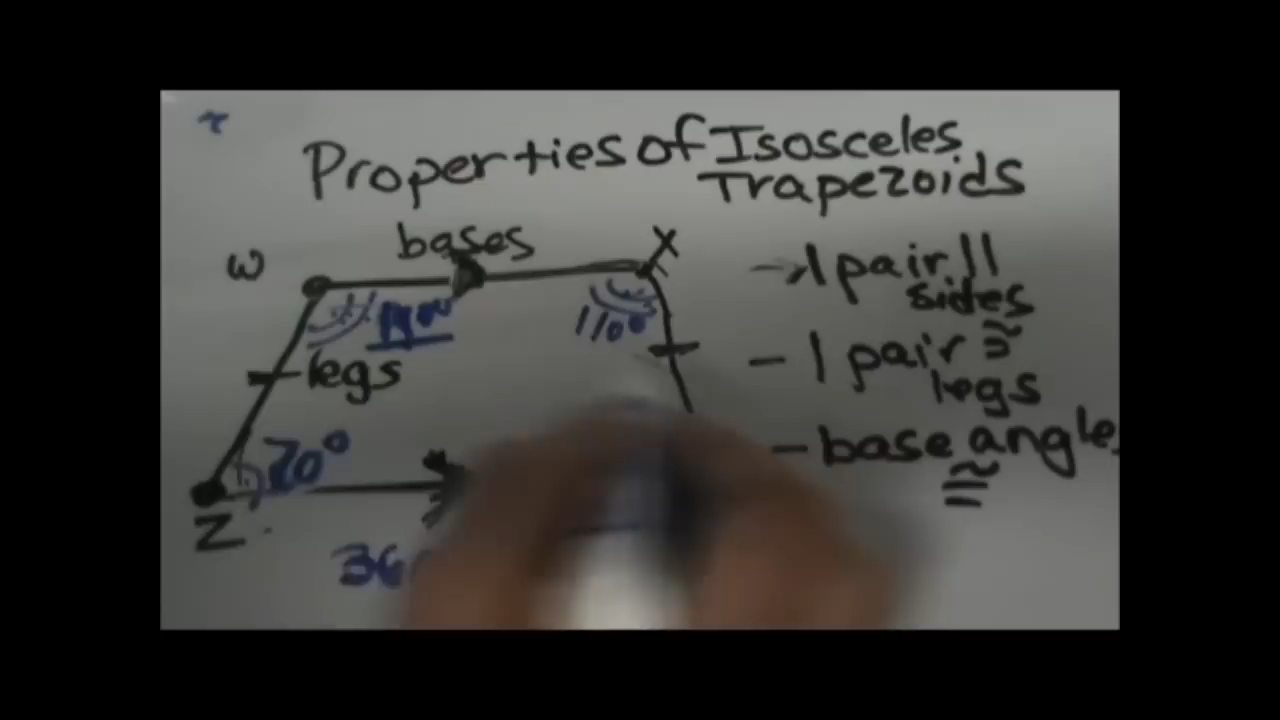 Properties of Isosceles
Trapezoids
bases
W
X
→ 1 pair ||
sides
110°
110°
- 1 pair ≅
legs
legs
- base angles
≅
70°
Z